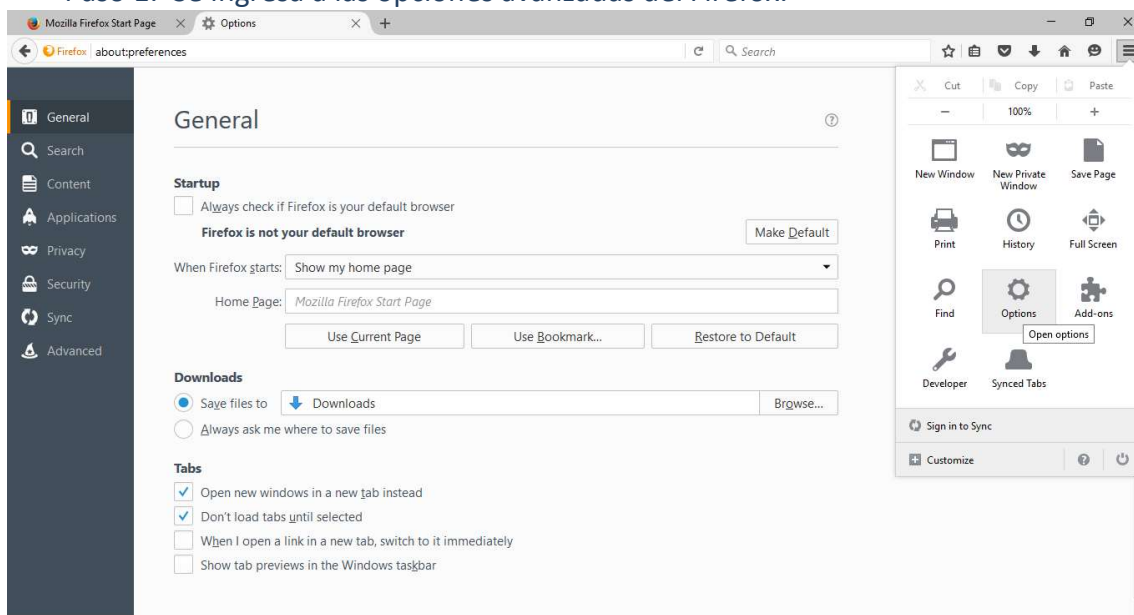 Paso 1: Se ingresa a las opciones avanzadas del Firefox.
Mozilla Firefox Start Page
Options
Firefox about:preferences
Search
General
Search
Content
Applications
Privacy
Security
Sync
Advanced
General
Startup
Always check if Firefox is your default browser
Firefox is not your default browser
Make Default
When Firefox starts: Show my home page
Home Page: Mozilla Firefox Start Page
Use Current Page Use Bookmark... Restore to Default
Downloads
Save files to Downloads Browse...
Always ask me where to save files
Tabs
Open new windows in a new tab instead
Don't load tabs until selected
When I open a link in a new tab, switch to it immediately
Show tab previews in the Windows taskbar
Cut Copy Paste
− 100% +
New Window New Private Window Save Page
Print History Full Screen
Find Options Add-ons
Open options
Developer Synced Tabs
Sign in to Sync
Customize